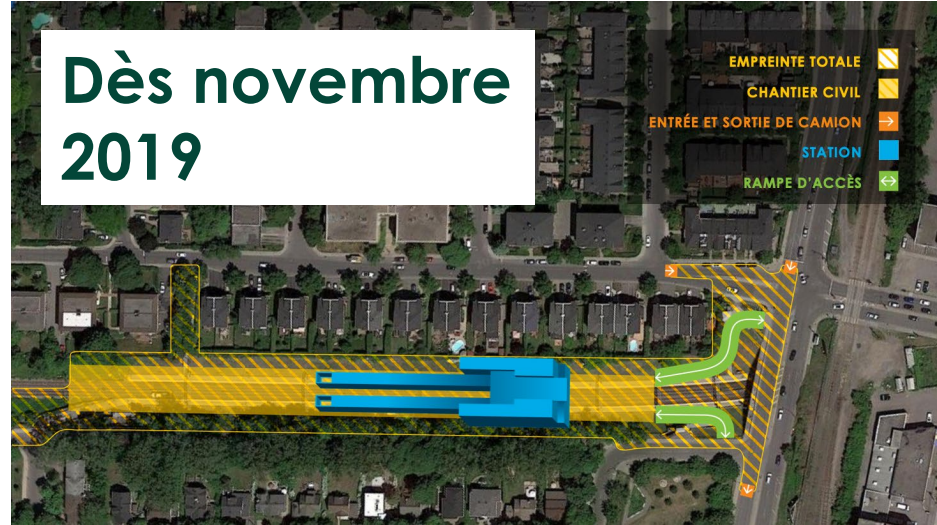 Dès novembre
2019
EMPREINTE TOTALE
CHANTIER CIVIL
ENTRÉE ET SORTIE DE CAMION
STATION
RAMPE D'ACCÈS